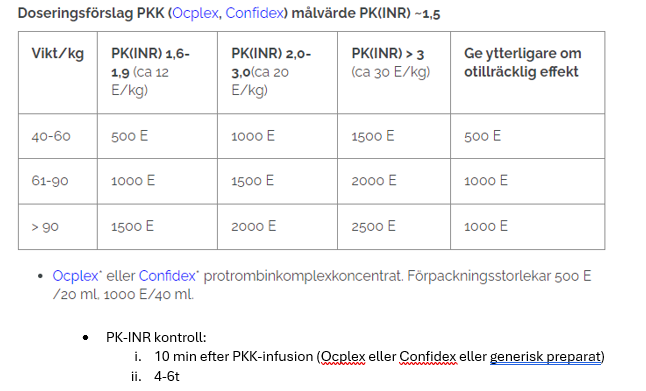 Doseringsförslag PKK (Ocplex, Confidex) målvärde PK(INR) ~1,5
Vikt/kg PK(INR) 1,6- PK(INR) 2,0- PK(INR) > 3 Ge ytterligare om
1,9 (ca 12 3,0(ca 20 (ca 30 E/kg) otillräcklig effekt
E/kg) E/kg)
40-60 500 E 1000 E 1500 E 500 E
61-90 1000 E 1500 E 2000 E 1000 E
> 90 1500 E 2000 E 2500 E 1000 E
• Ocplex* eller Confidex* protrombinkomplexkoncentrat. Förpackningsstorlekar 500 E
/20 ml. 1000 E/40 ml.
• PK-INR kontroll:
i. 10 min efter PKK-infusion (Ocplex eller Confidex eller generisk preparat)
ii. 4-6t